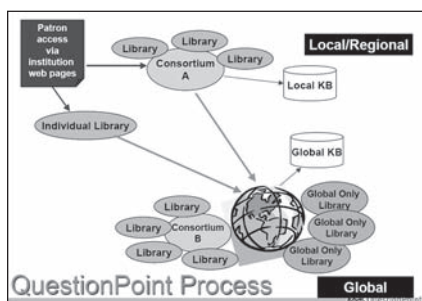 Patron
access
via
institution
web pages
Library
Library
Library
Consortium
A
Local/Regional
Local KB
Individual Library
Global KB
Library
Library
Library
Library
Consortium
B
Global Only
Library
Global Only
Library
Global Only
Library
QuestionPoint Process
Global